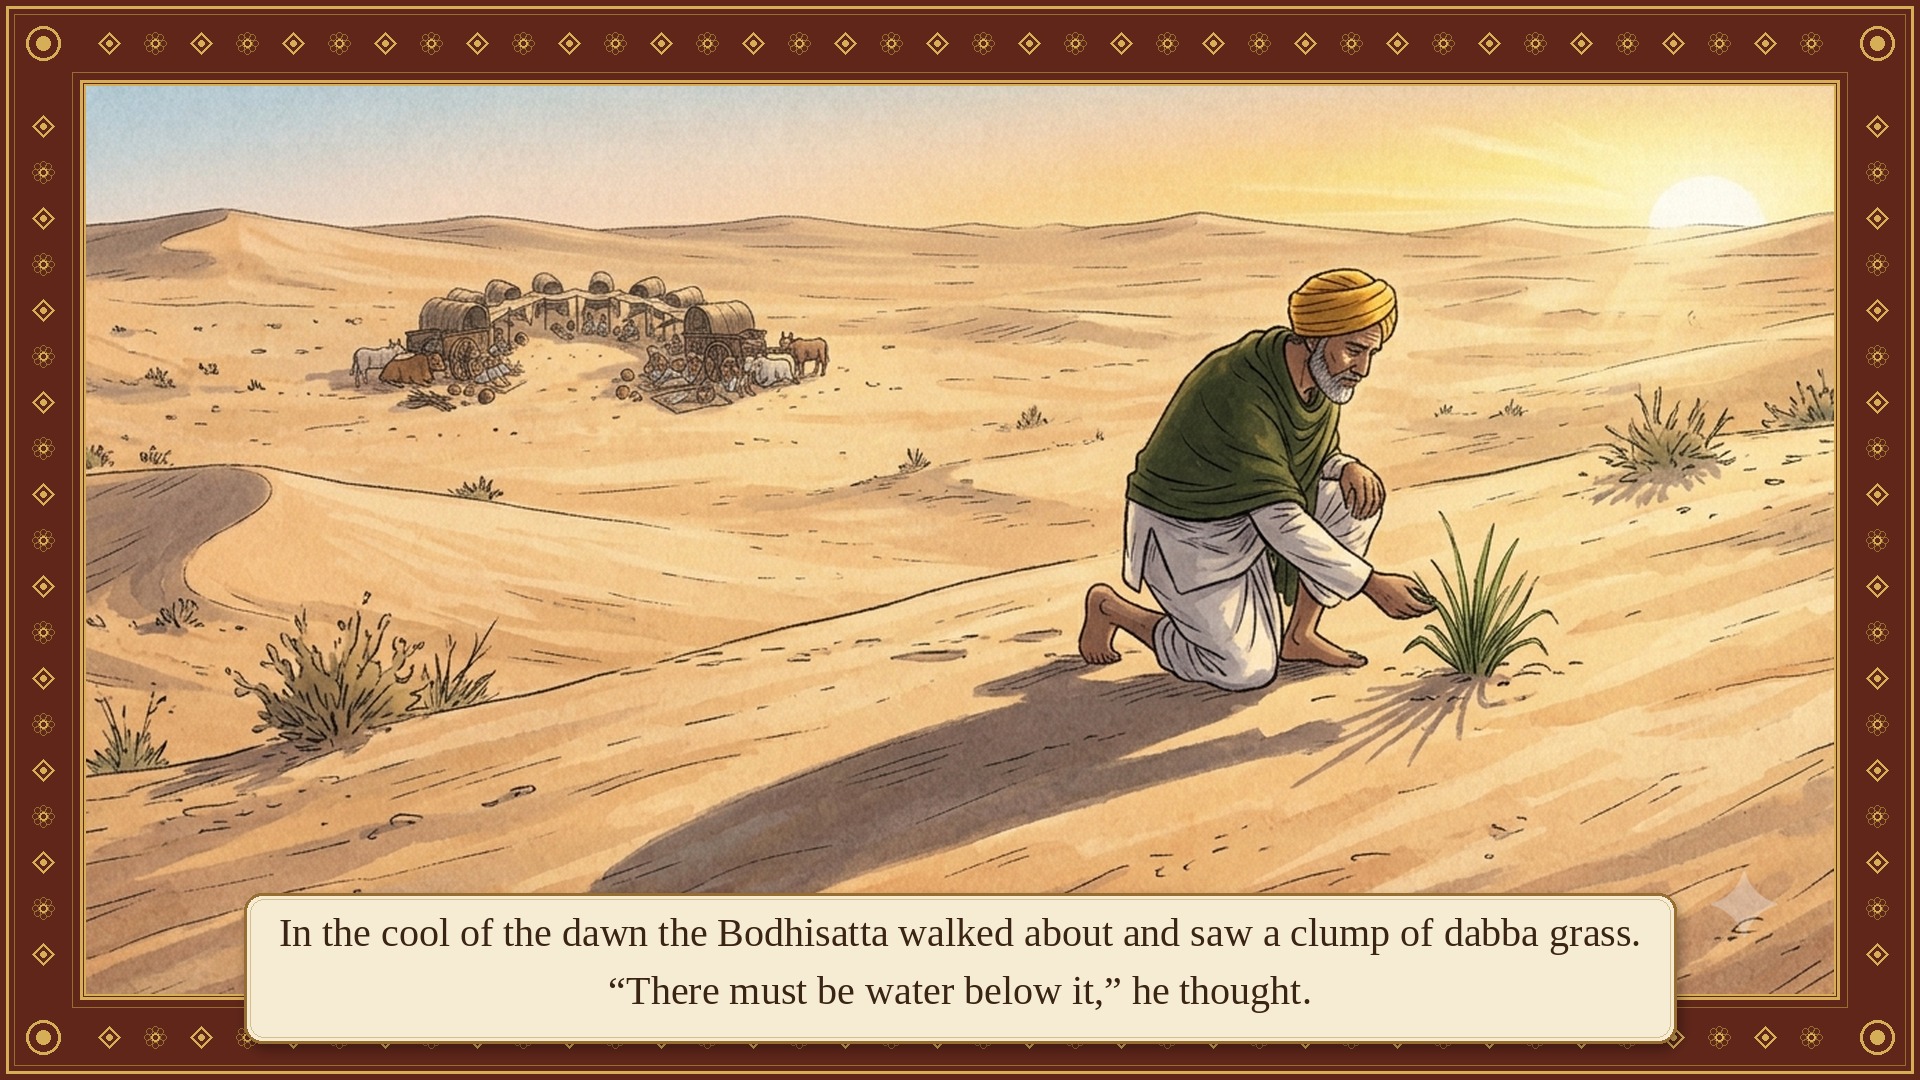 In the cool of the dawn the Bodhisatta walked about and saw a clump of dabba grass.
“There must be water below it,” he thought.